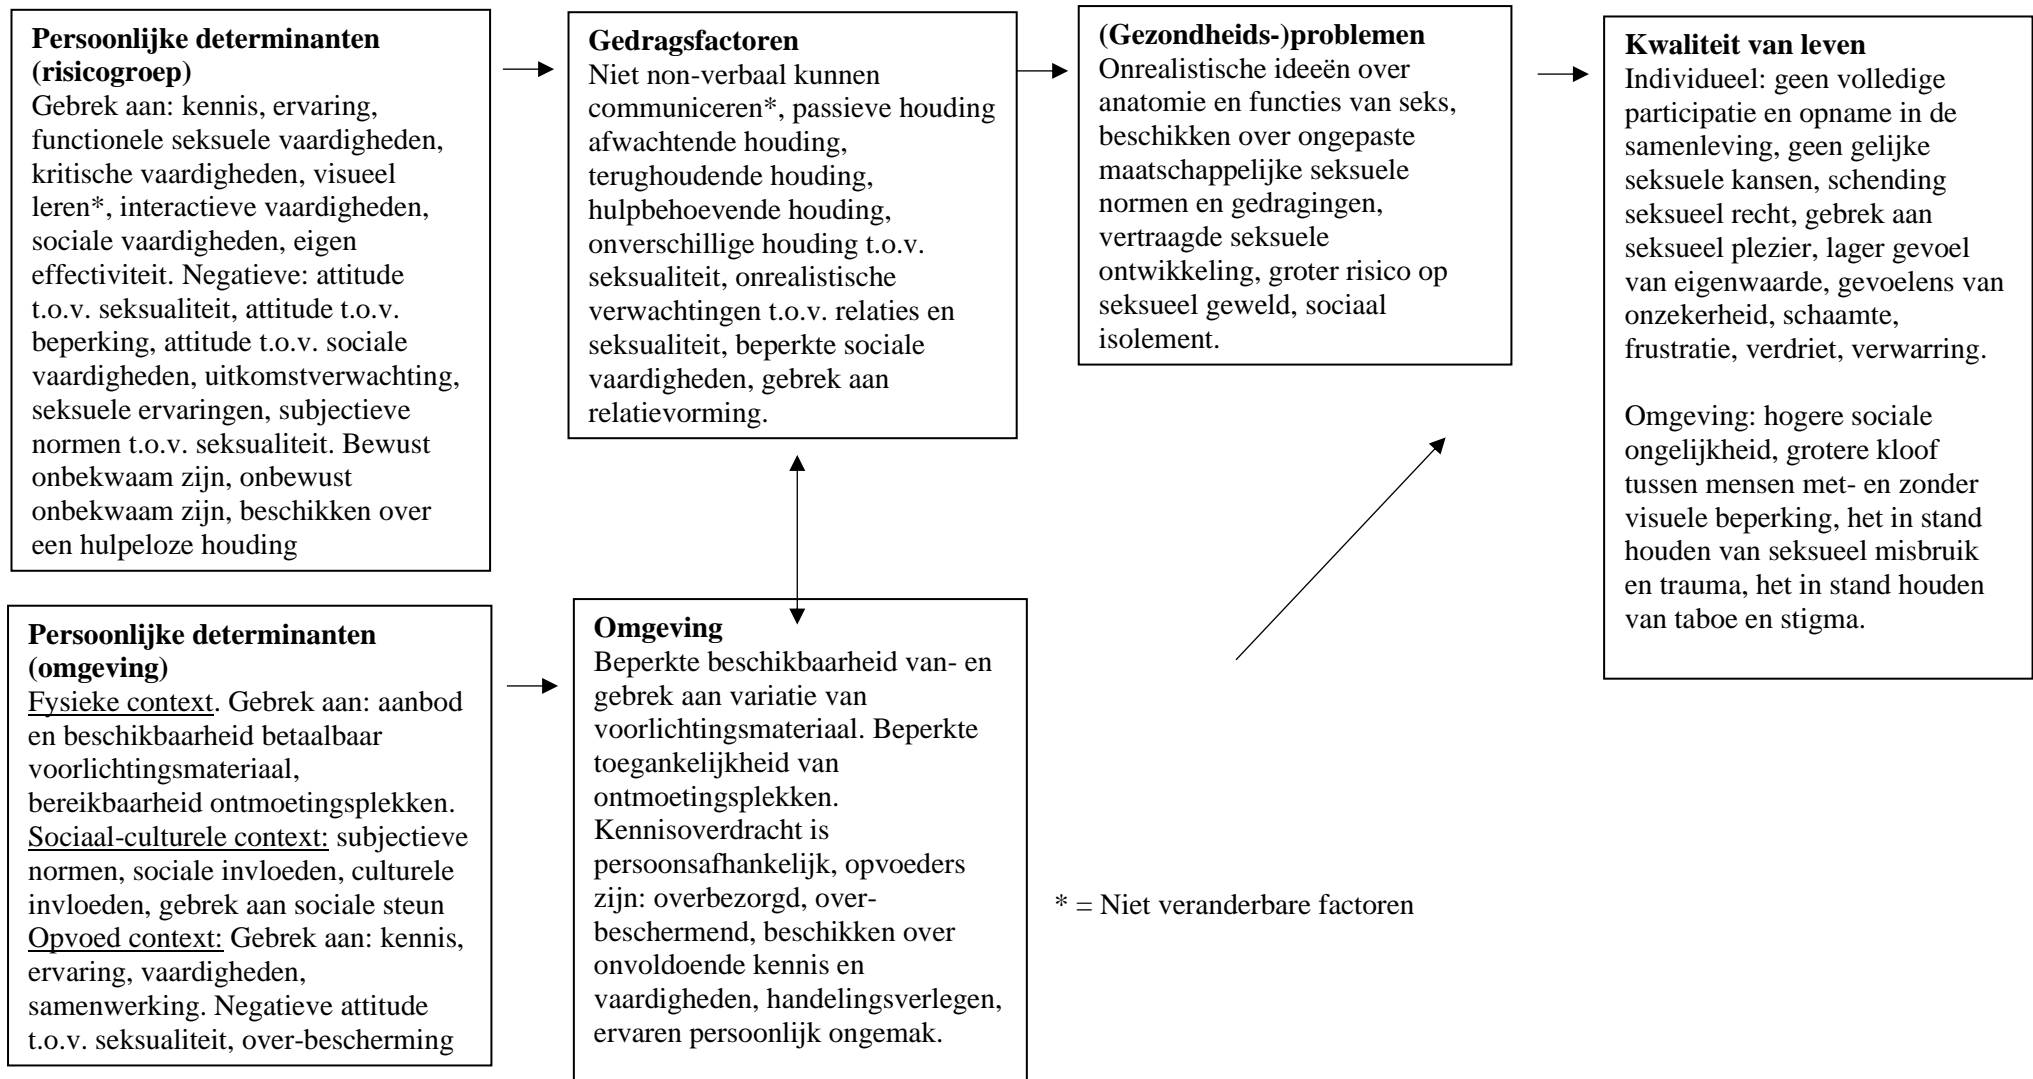 Persoonlijke determinanten
(risicogroep)
Gebrek aan: kennis, ervaring,
functionele seksuele vaardigheden,
kritische vaardigheden, visueel
leren*, interactieve vaardigheden,
sociale vaardigheden, eigen
effectiviteit. Negatieve: attitude
t.o.v. seksualiteit, attitude t.o.v.
beperking, attitude t.o.v. sociale
vaardigheden, uitkomstverwachting,
seksuele ervaringen, subjectieve
normen t.o.v. seksualiteit. Bewust
onbekwaam zijn, onbewust
onbekwaam zijn, beschikken over
een hulpeloze houding
Gedragsfactoren
Niet non-verbaal kunnen
communiceren*, passieve houding
afwachtende houding,
terughoudende houding,
hulpbehoevende houding,
onverschillige houding t.o.v.
seksualiteit, onrealistische
verwachtingen t.o.v. relaties en
seksualiteit, beperkte sociale
vaardigheden, gebrek aan
relatievorming.
(Gezondheids-)problemen
Onrealistische ideeën over
anatomie en functies van seks,
beschikken over ongepaste
maatschappelijke seksuele
normen en gedragingen,
vertraagde seksuele
ontwikkeling, groter risico op
seksueel geweld, sociaal
isolement.
Kwaliteit van leven
Individueel: geen volledige
participatie en opname in de
samenleving, geen gelijke
seksuele kansen, schending
seksueel recht, gebrek aan
seksueel plezier, lager gevoel
van eigenwaarde, gevoelens van
onzekerheid, schaamte,
frustratie, verdriet, verwarring.
Omgeving: hogere sociale
ongelijkheid, grotere kloof
tussen mensen met- en zonder
visuele beperking, het in stand
houden van seksueel misbruik
en trauma, het in stand houden
van taboe en stigma.
Persoonlijke determinanten
(omgeving)
Fysieke context. Gebrek aan: aanbod
en beschikbaarheid betaalbaar
voorlichtingsmateriaal,
bereikbaarheid ontmoetingsplekken.
Sociaal-culturele context: subjectieve
normen, sociale invloeden, culturele
invloeden, gebrek aan sociale steun
Opvoed context: Gebrek aan: kennis,
ervaring, vaardigheden,
samenwerking. Negatieve attitude
t.o.v. seksualiteit, over-bescherming
Omgeving
Beperkte beschikbaarheid van- en
gebrek aan variatie van
voorlichtingsmateriaal. Beperkte
toegankelijkheid van
ontmoetingsplekken.
Kennisoverdracht is
persoonsafhankelijk, opvoeders
zijn: overbezorgd, over-
beschermend, beschikken over
onvoldoende kennis en
vaardigheden, handelingsverlegen,
ervaren persoonlijk ongemak.
* = Niet veranderbare factoren